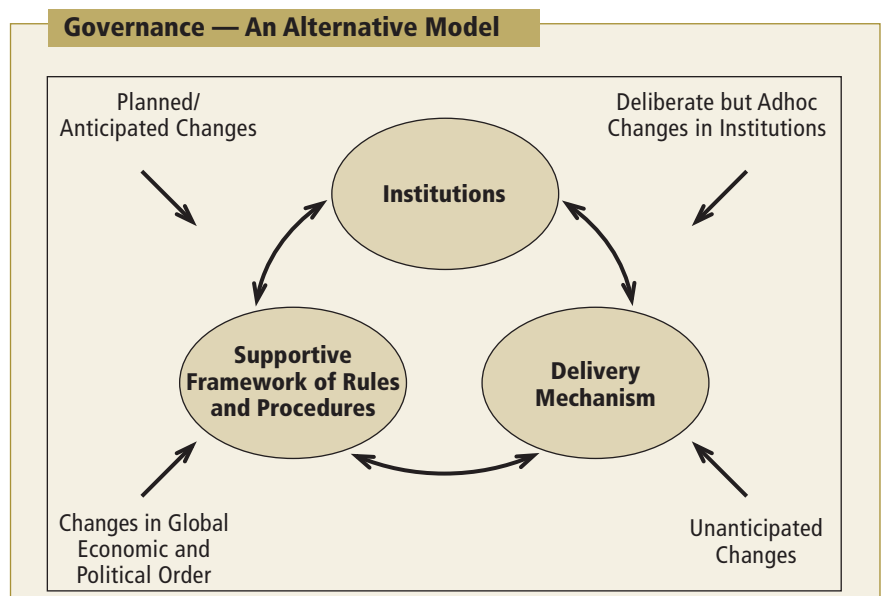 Governance — An Alternative Model
Planned/
Anticipated Changes
Deliberate but Adhoc
Changes in Institutions
Institutions
Supportive
Framework of Rules
and Procedures
Delivery
Mechanism
Changes in Global
Economic and
Political Order
Unanticipated
Changes